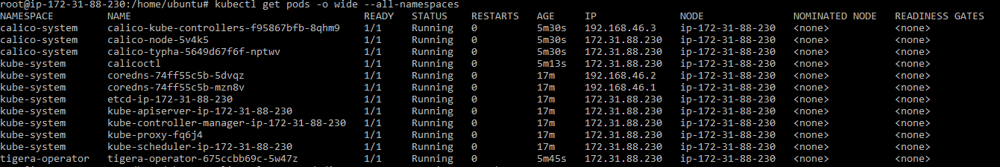 root@ip-172-31-88-230:/home/ubuntu# kubectl get pods -o wide --all-namespaces
NAMESPACE NAME READY STATUS RESTARTS AGE IP NODE NOMINATED NODE READINESS GATES
calico-system calico-kube-controllers-f95867bfb-8qhm9 1/1 Running 0 5m30s 192.168.46.3 ip-172-31-88-230 <none> <none>
calico-system calico-node-5v4k5 1/1 Running 0 5m30s 172.31.88.230 ip-172-31-88-230 <none> <none>
calico-system calico-typha-5649d67f6f-nptwv 1/1 Running 0 5m30s 172.31.88.230 ip-172-31-88-230 <none> <none>
kube-system calicoctl 1/1 Running 0 5m13s 172.31.88.230 ip-172-31-88-230 <none> <none>
kube-system coredns-74ff55c5b-5dvqz 1/1 Running 0 17m 192.168.46.2 ip-172-31-88-230 <none> <none>
kube-system coredns-74ff55c5b-mzn8v 1/1 Running 0 17m 192.168.46.1 ip-172-31-88-230 <none> <none>
kube-system etcd-ip-172-31-88-230 1/1 Running 0 17m 172.31.88.230 ip-172-31-88-230 <none> <none>
kube-system kube-apiserver-ip-172-31-88-230 1/1 Running 0 17m 172.31.88.230 ip-172-31-88-230 <none> <none>
kube-system kube-controller-manager-ip-172-31-88-230 1/1 Running 0 17m 172.31.88.230 ip-172-31-88-230 <none> <none>
kube-system kube-proxy-fq6j4 1/1 Running 0 17m 172.31.88.230 ip-172-31-88-230 <none> <none>
kube-system kube-scheduler-ip-172-31-88-230 1/1 Running 0 17m 172.31.88.230 ip-172-31-88-230 <none> <none>
tigera-operator tigera-operator-675ccbb69c-5w47z 1/1 Running 0 5m45s 172.31.88.230 ip-172-31-88-230 <none> <none>